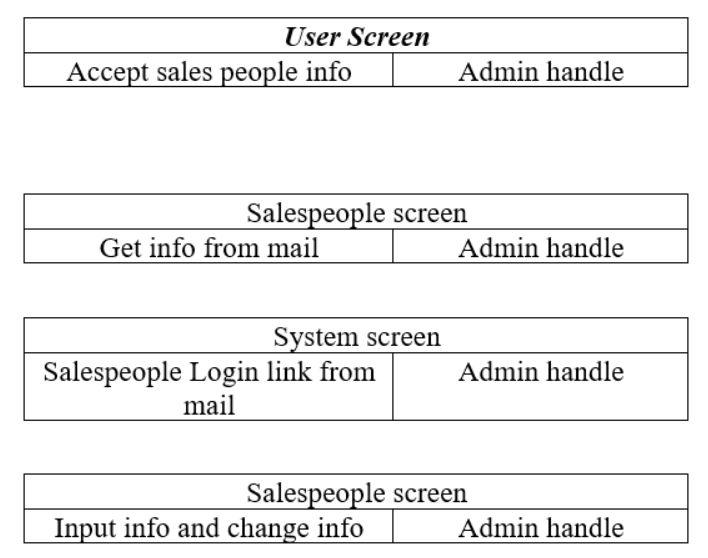 User Screen
Accept sales people info Admin handle
Salespeople screen
Get info from mail Admin handle
System screen
Salespeople Login link from Admin handle
mail
Salespeople screen
Input info and change info Admin handle